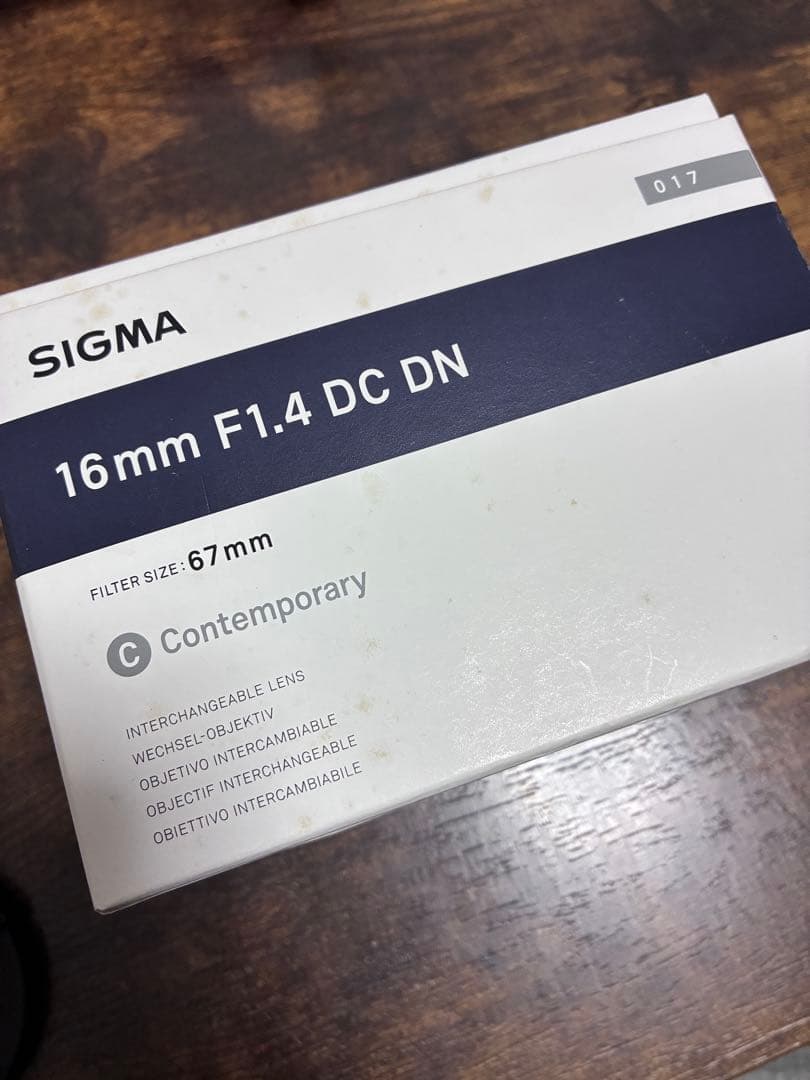 017
SIGMA
16mm F1.4 DC DN
FILTER SIZE: 67mm
C Contemporary
INTERCHANGEABLE LENS
WECHSEL-OBJEKTIV
OBJETIVO INTERCAMBIABLE
OBJECTIF INTERCHANGEABLE
OBIETTIVO INTERCAMBIABILE